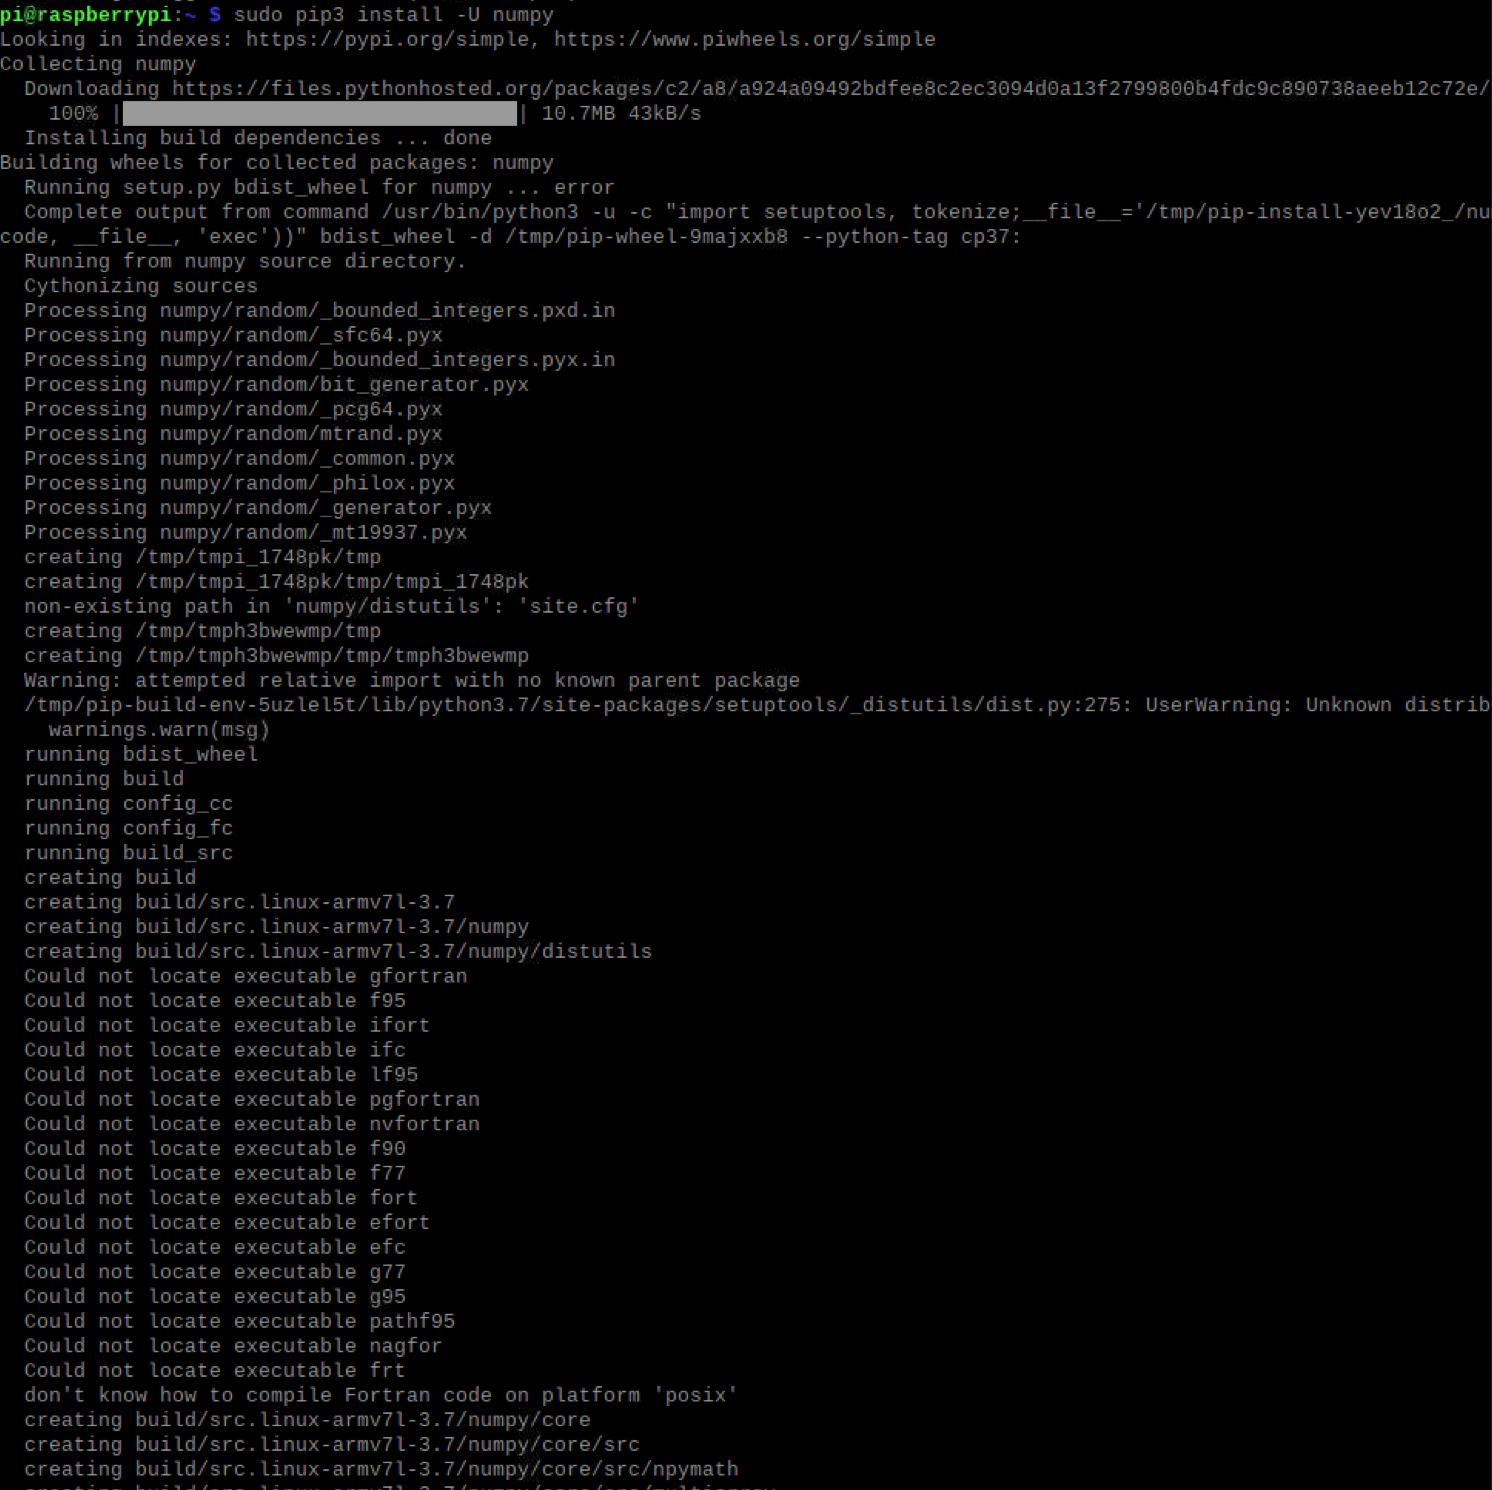 pi@raspberrypi:~ $ sudo pip3 install -U numpy
Looking in indexes: https://pypi.org/simple, https://www.piwheels.org/simple
Collecting numpy
  Downloading https://files.pythonhosted.org/packages/c2/a8/a924a09492bdfee8c2ec3094d0a13f2799800b4fdc9c890738aeeb12c72e/
    100% | | 10.7MB 43kB/s
  Installing build dependencies ... done
Building wheels for collected packages: numpy
  Running setup.py bdist_wheel for numpy ... error
  Complete output from command /usr/bin/python3 -u -c "import setuptools, tokenize;__file__='/tmp/pip-install-yev18o2_/nu
code, __file__, 'exec'))" bdist_wheel -d /tmp/pip-wheel-9majxxb8 --python-tag cp37:
  Running from numpy source directory.
  Cythonizing sources
  Processing numpy/random/_bounded_integers.pxd.in
  Processing numpy/random/_sfc64.pyx
  Processing numpy/random/_bounded_integers.pyx.in
  Processing numpy/random/bit_generator.pyx
  Processing numpy/random/_pcg64.pyx
  Processing numpy/random/mtrand.pyx
  Processing numpy/random/_common.pyx
  Processing numpy/random/_philox.pyx
  Processing numpy/random/_generator.pyx
  Processing numpy/random/_mt19937.pyx
  creating /tmp/tmpi_1748pk/tmp
  creating /tmp/tmpi_1748pk/tmp/tmpi_1748pk
  non-existing path in 'numpy/distutils': 'site.cfg'
  creating /tmp/tmph3bwewmp/tmp
  creating /tmp/tmph3bwewmp/tmp/tmph3bwewmp
  Warning: attempted relative import with no known parent package
  /tmp/pip-build-env-5uzlel5t/lib/python3.7/site-packages/setuptools/_distutils/dist.py:275: UserWarning: Unknown distrib
    warnings.warn(msg)
  running bdist_wheel
  running build
  running config_cc
  running config_fc
  running build_src
  creating build
  creating build/src.linux-armv7l-3.7
  creating build/src.linux-armv7l-3.7/numpy
  creating build/src.linux-armv7l-3.7/numpy/distutils
  Could not locate executable gfortran
  Could not locate executable f95
  Could not locate executable ifort
  Could not locate executable ifc
  Could not locate executable lf95
  Could not locate executable pgfortran
  Could not locate executable nvfortran
  Could not locate executable f90
  Could not locate executable f77
  Could not locate executable fort
  Could not locate executable efort
  Could not locate executable efc
  Could not locate executable g77
  Could not locate executable g95
  Could not locate executable pathf95
  Could not locate executable nagfor
  Could not locate executable frt
  don't know how to compile Fortran code on platform 'posix'
  creating build/src.linux-armv7l-3.7/numpy/core
  creating build/src.linux-armv7l-3.7/numpy/core/src
  creating build/src.linux-armv7l-3.7/numpy/core/src/npymath